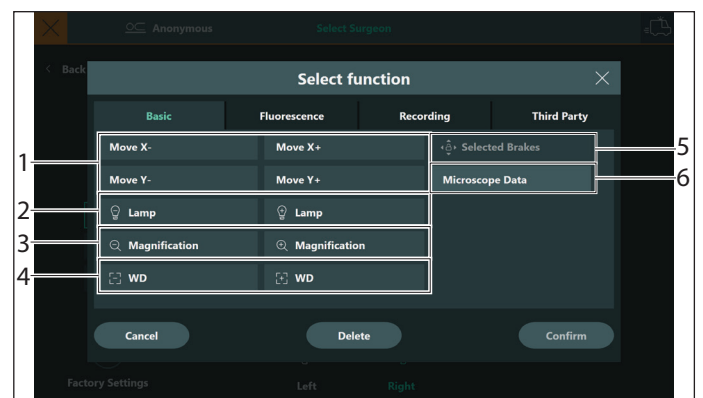 Anonymous Select Surgeon
Back
Select function
Basic Fluorescence Recording Third Party
Move X- Move X+ Selected Brakes
Move Y- Move Y+ Microscope Data
Lamp Lamp
Magnification Magnification
WD WD
Cancel Delete Confirm
Factory Settings Left Right
1
2
3
4
5
6